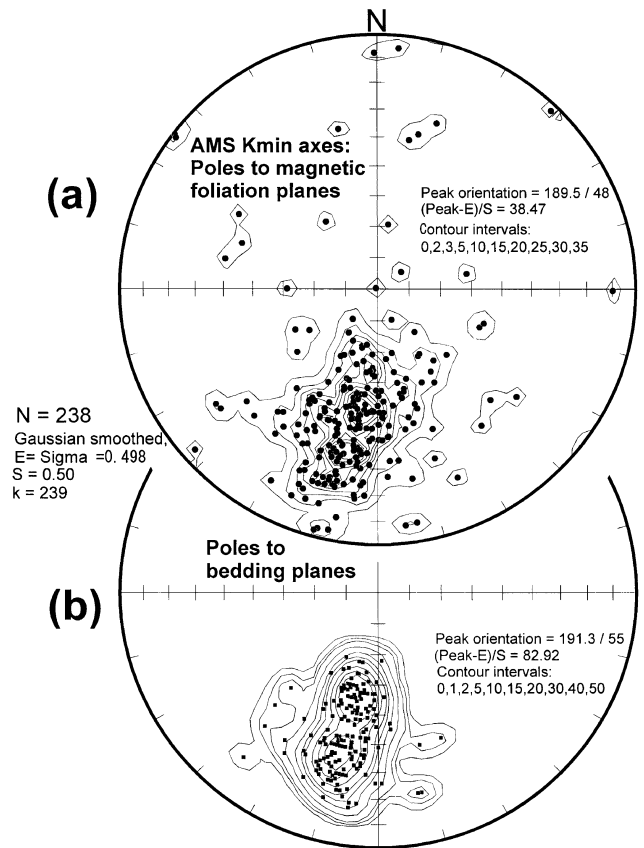 N
AMS Kmin axes:
Poles to magnetic
foliation planes
(a)
Peak orientation = 189.5 / 48
(Peak-E)/S = 38.47
Contour intervals:
0,2,3,5,10,15,20,25,30,35
N = 238
Gaussian smoothed,
E= Sigma =0. 498
S = 0.50
k = 239
Poles to
bedding planes
(b)
Peak orientation = 191.3 / 55
(Peak-E)/S = 82.92
Contour intervals:
0,1,2,5,10,15,20,30,40,50